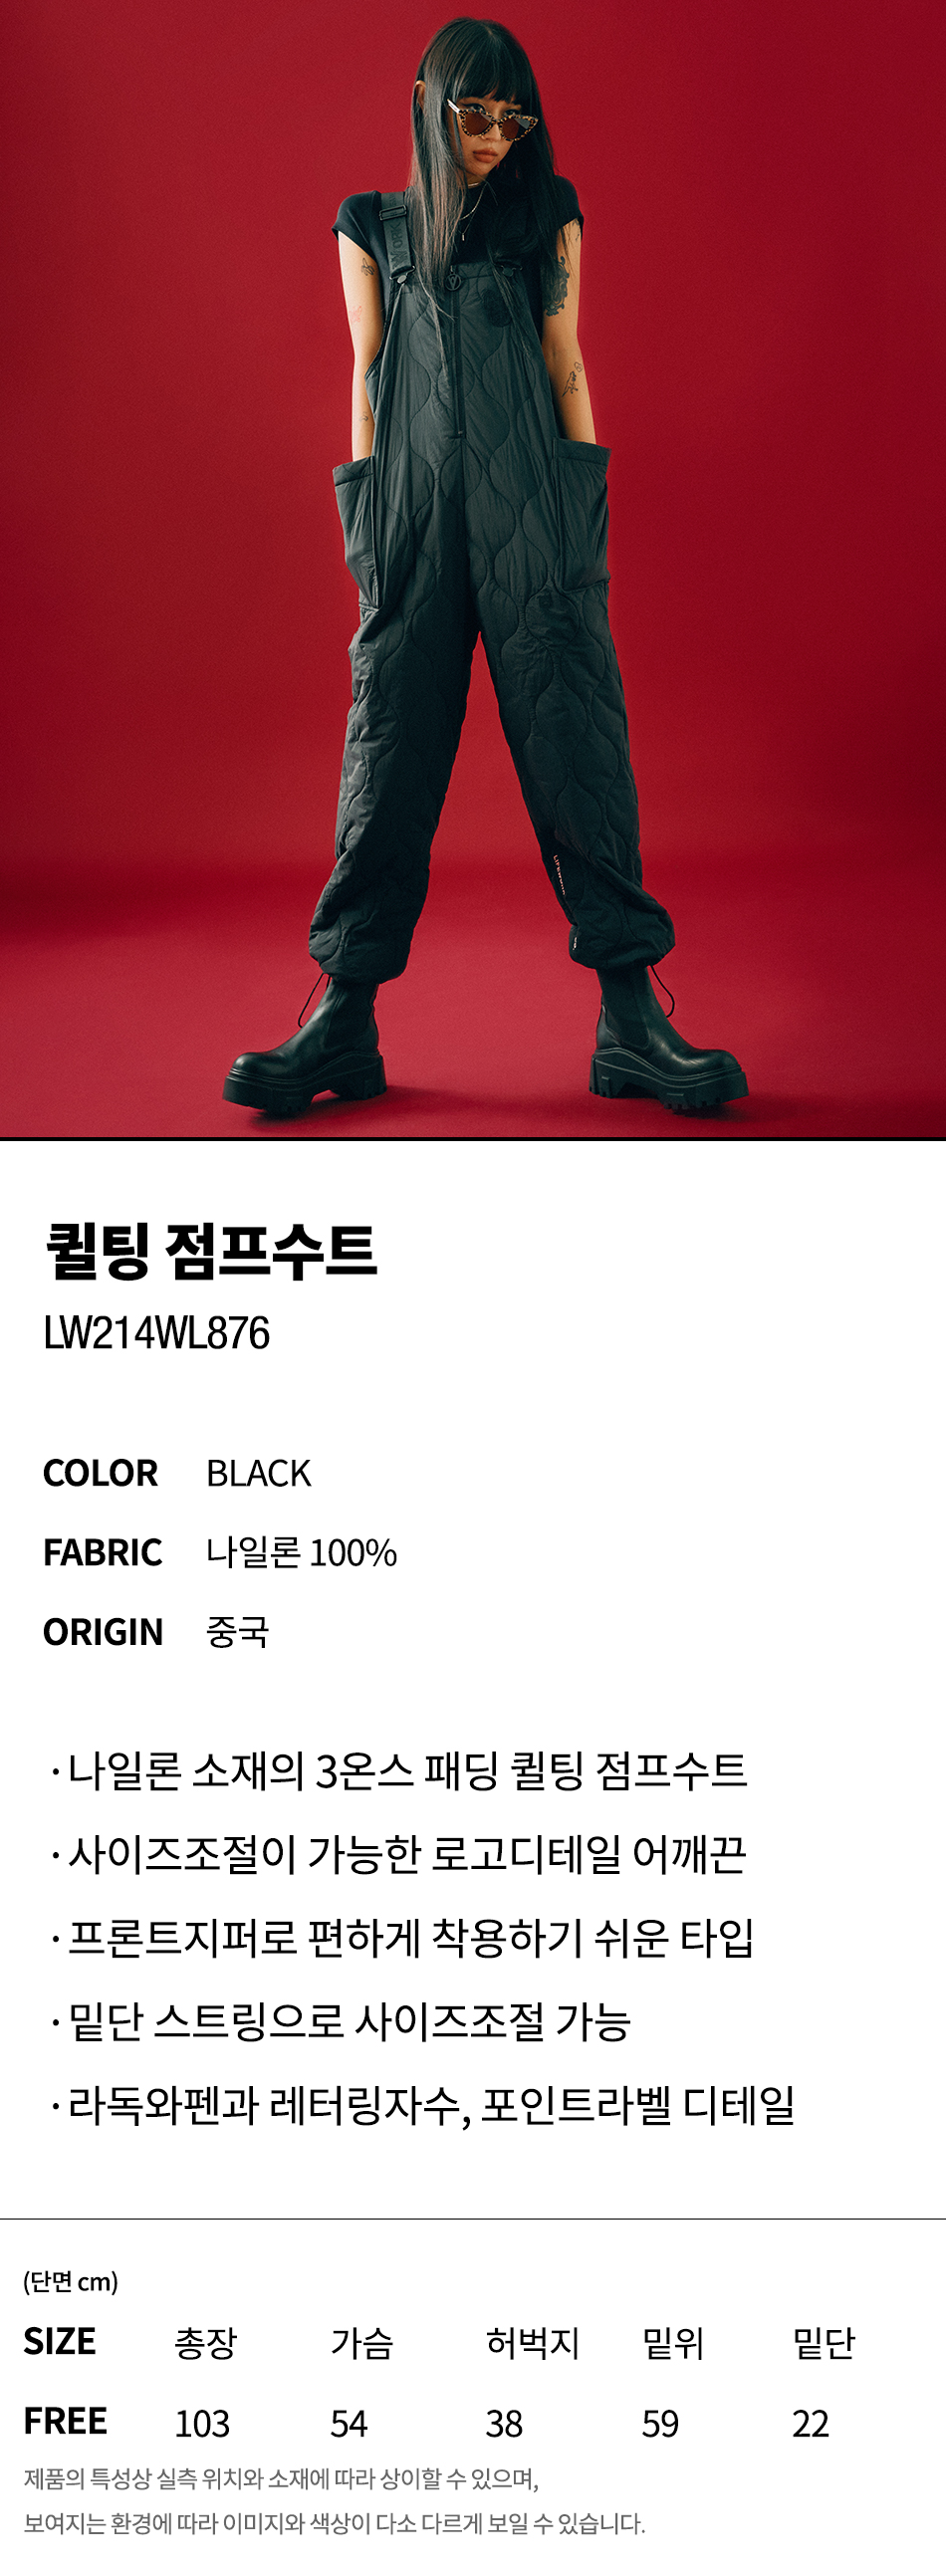 퀼팅 점프수트
LW214WL876
COLOR BLACK
FABRIC 나일론 100%
ORIGIN 중국
· 나일론 소재의 3온스 패딩 퀼팅 점프수트
· 사이즈조절이 가능한 로고디테일 어깨끈
· 프론트지퍼로 편하게 착용하기 쉬운 타입
· 밑단 스트링으로 사이즈조절 가능
· 라독와펜과 레터링자수, 포인트라벨 디테일
(단면 cm)
SIZE 총장 가슴 허벅지 밑위 밑단
FREE 103 54 38 59 22
제품의 특성상 실측 위치와 소재에 따라 상이할 수 있으며,
보여지는 환경에 따라 이미지와 색상이 다소 다르게 보일 수 있습니다.